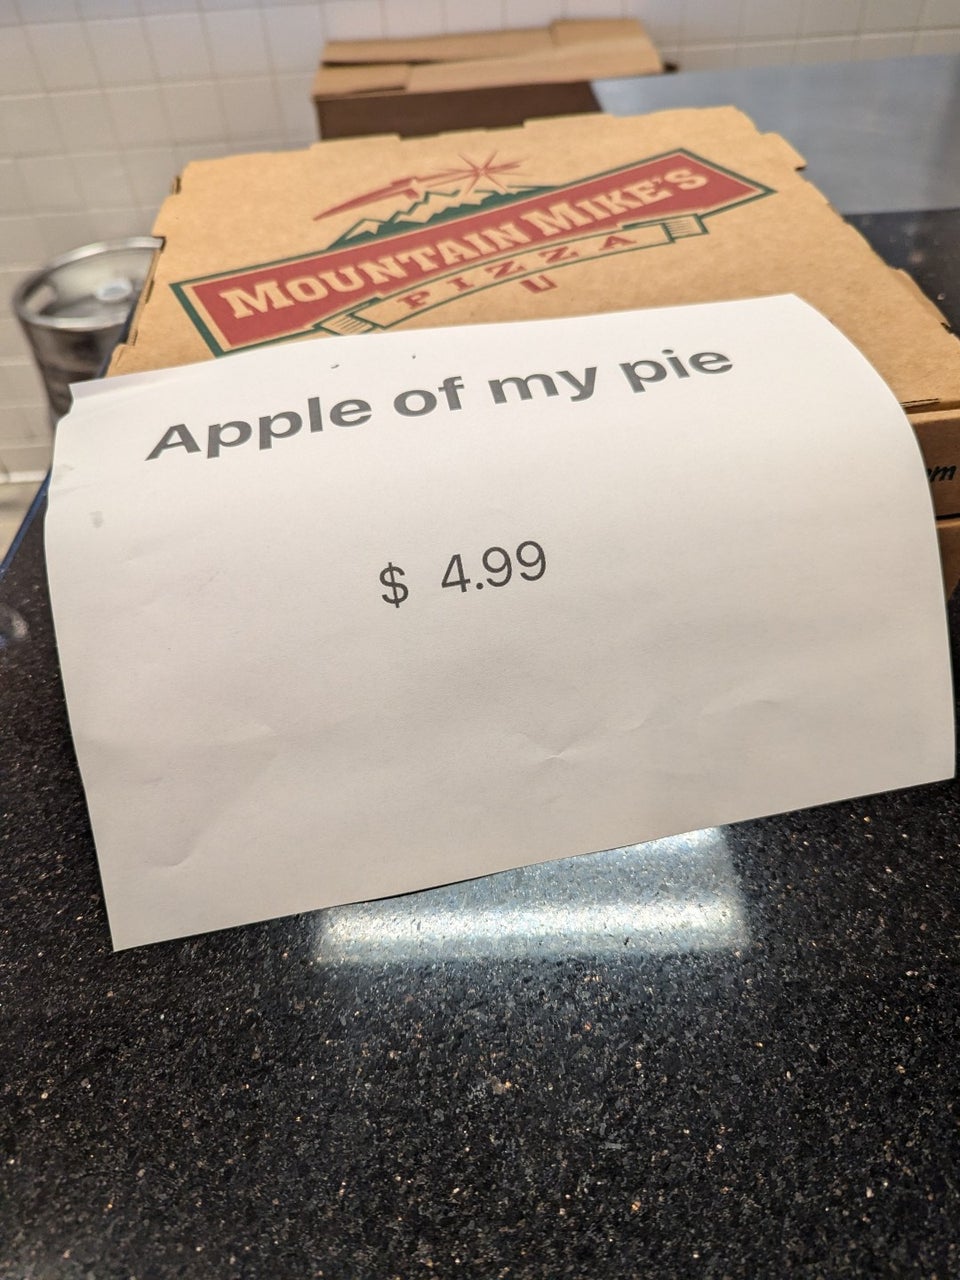 MOUNTAIN MIKE'S
PIZZA
U
Apple of my pie
$ 4.99